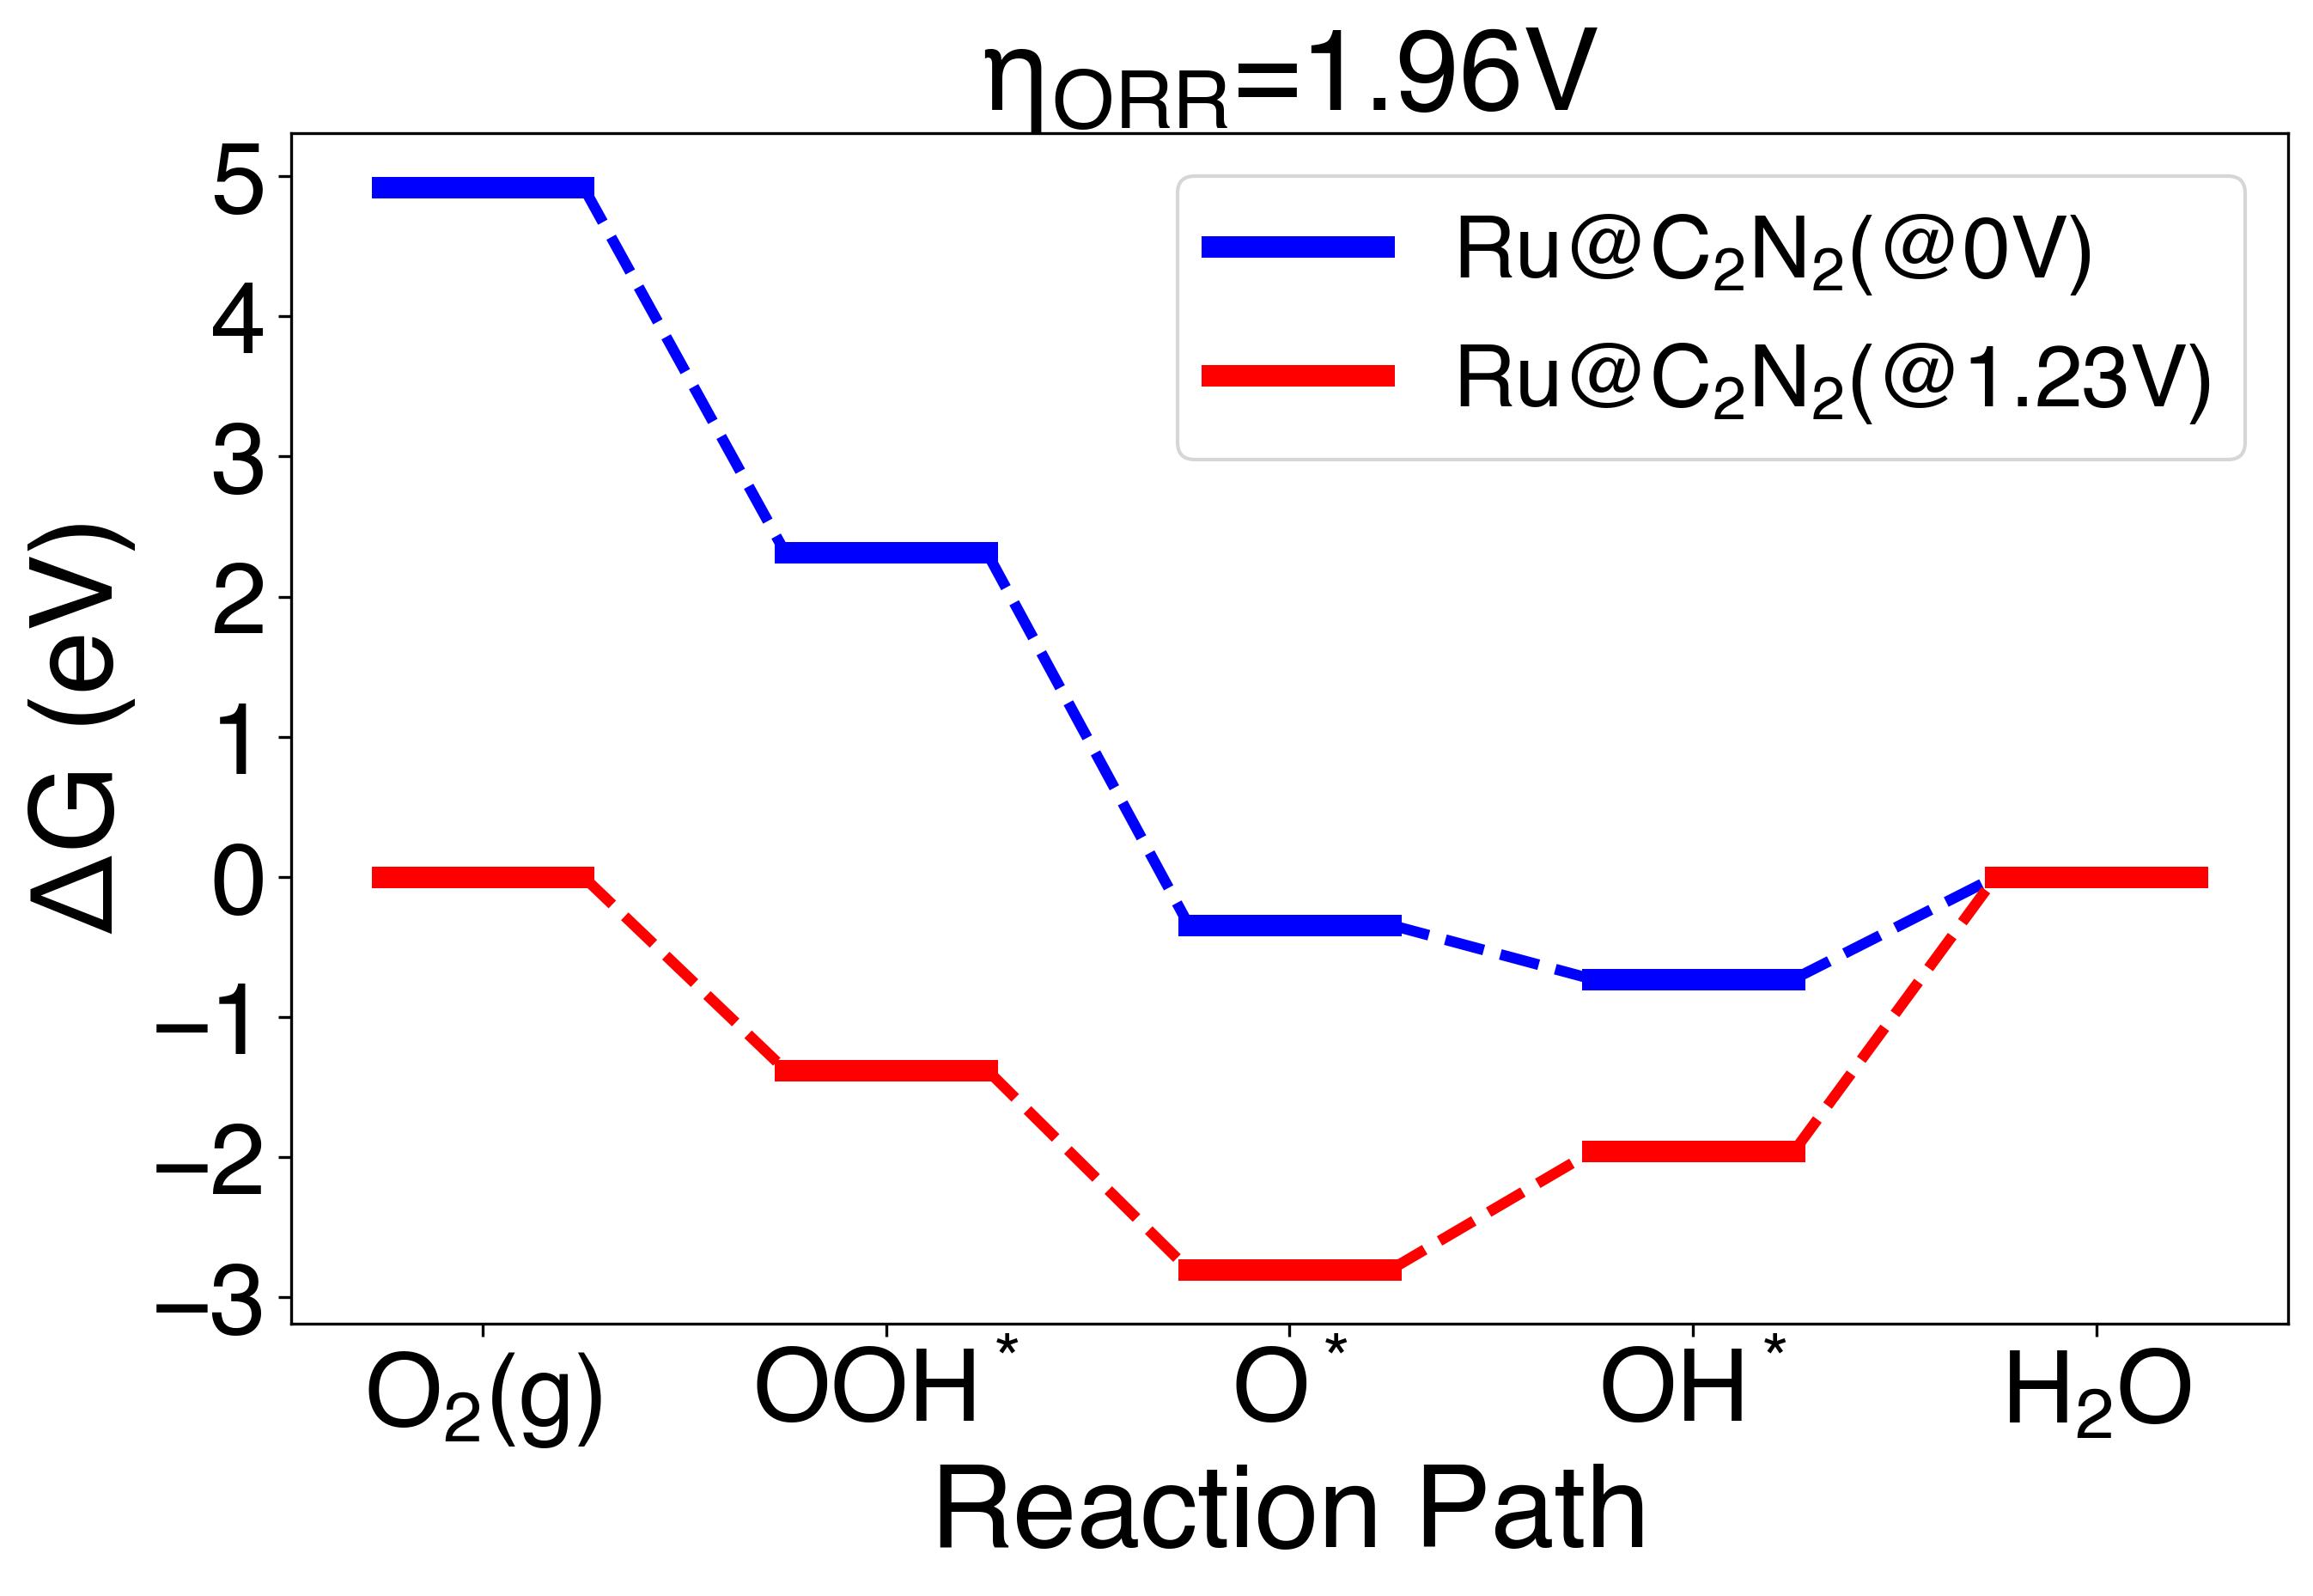 η_ORR=1.96V
ΔG (eV)
5
4
3
2
1
0
−1
−2
−3
Ru@C₂N₂(@0V)
Ru@C₂N₂(@1.23V)
O₂(g) OOH* O* OH* H₂O
Reaction Path